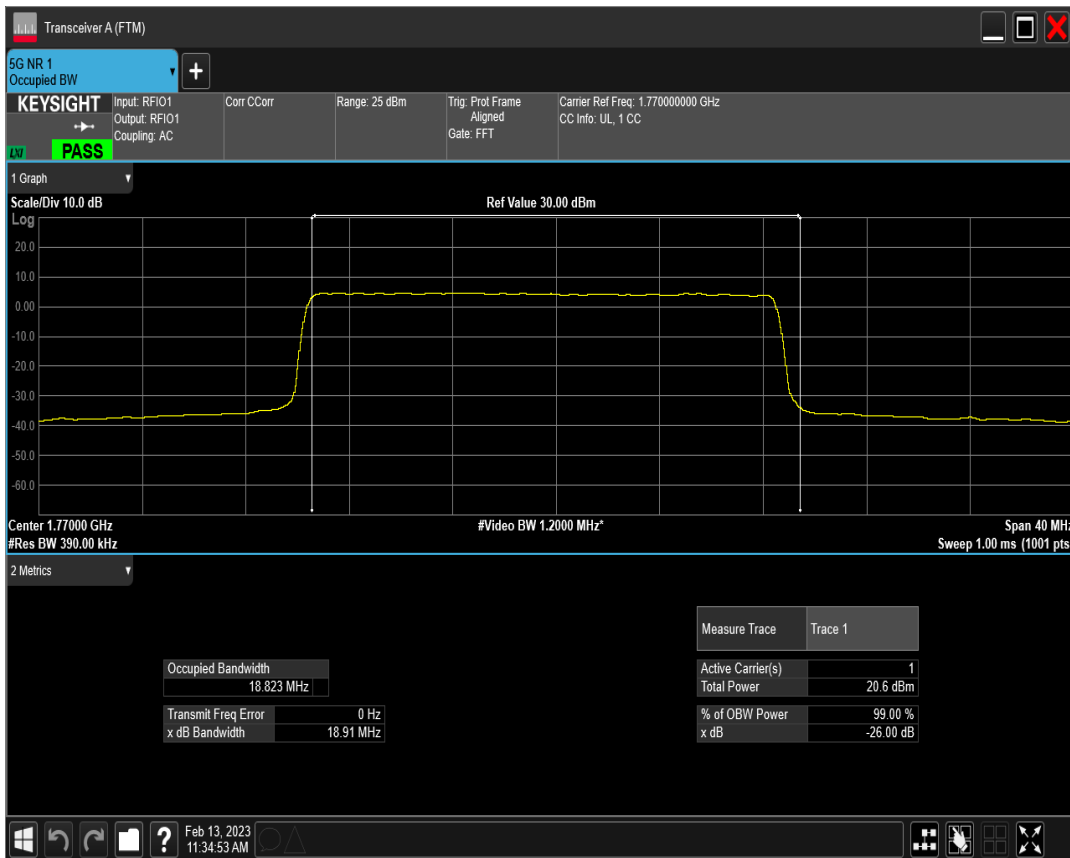 Transceiver A (FTM)
5G NR 1
Occupied BW
+
KEYSIGHT
LXI
PASS
Input: RFIO1
Output: RFIO1
Coupling: AC
Corr CCorr
Range: 25 dBm
Trig: Prot Frame
Aligned
Gate: FFT
Carrier Ref Freq: 1.770000000 GHz
CC Info: UL, 1 CC
1 Graph
Scale/Div 10.0 dB
Ref Value 30.00 dBm
Log
20.0
10.0
0.00
-10.0
-20.0
-30.0
-40.0
-50.0
-60.0
Center 1.77000 GHz
#Video BW 1.2000 MHz*
Span 40 MHz
#Res BW 390.00 kHz
Sweep 1.00 ms (1001 pts
2 Metrics
Measure Trace Trace 1
Occupied Bandwidth
18.823 MHz
Active Carrier(s) 1
Total Power 20.6 dBm
Transmit Freq Error 0 Hz
x dB Bandwidth 18.91 MHz
% of OBW Power 99.00 %
x dB -26.00 dB
?
Feb 13, 2023
11:34:53 AM